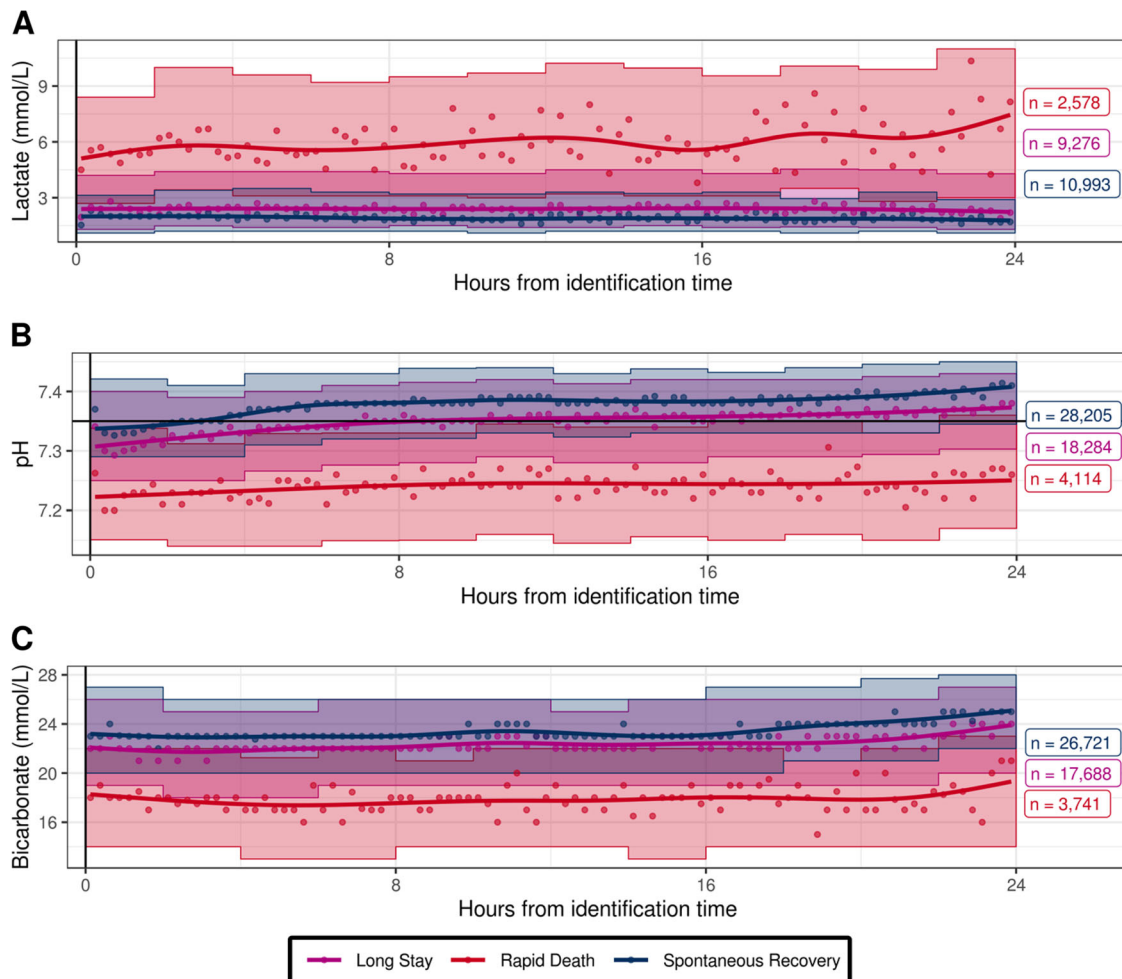 A
Lactate (mmol/L)
9
6
3
n = 2,578
n = 9,276
n = 10,993
0 8 16 24
Hours from identification time
B
pH
7.4
7.3
7.2
n = 28,205
n = 18,284
n = 4,114
0 8 16 24
Hours from identification time
C
Bicarbonate (mmol/L)
28
24
20
16
n = 26,721
n = 17,688
n = 3,741
0 8 16 24
Hours from identification time
Long Stay Rapid Death Spontaneous Recovery